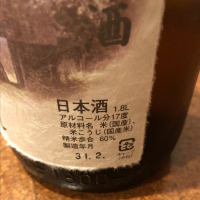 酒
日本酒 1.8L
アルコール分17度
原材料名 米(国産)、
米こうじ(国産米)
精米歩合 60%
製造年月
31.2.